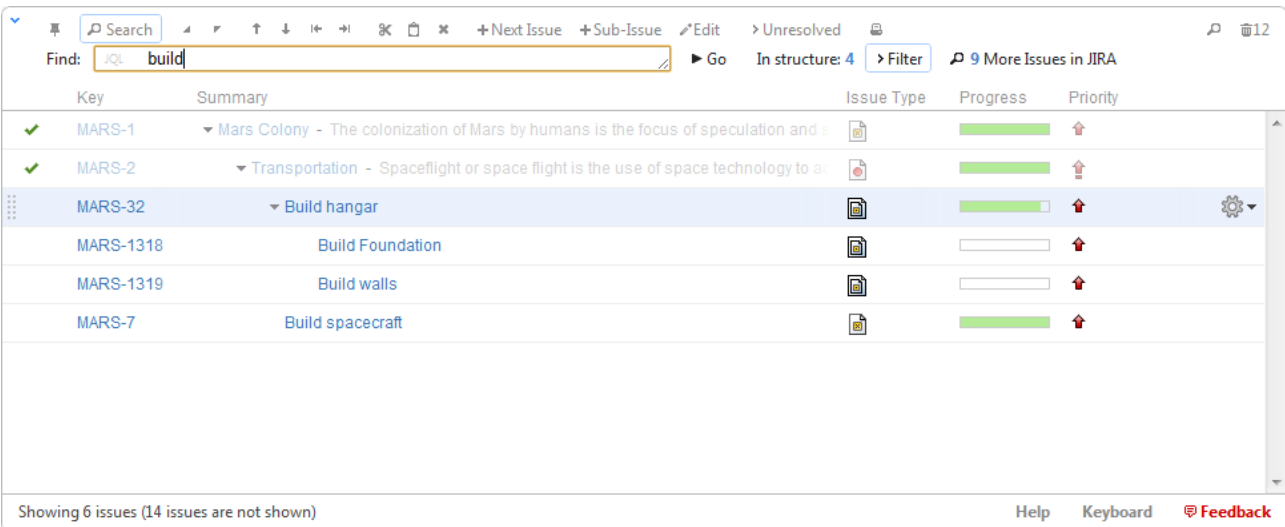 Search Next Issue Sub-Issue Edit Unresolved 12
Find: JQL build Go In structure: 4 Filter 9 More Issues in JIRA
Key Summary Issue Type Progress Priority
MARS-1 Mars Colony - The colonization of Mars by humans is the focus of speculation and
MARS-2 Transportation - Spaceflight or space flight is the use of space technology to
MARS-32 Build hangar
MARS-1318 Build Foundation
MARS-1319 Build walls
MARS-7 Build spacecraft
Showing 6 issues (14 issues are not shown) Help Keyboard Feedback